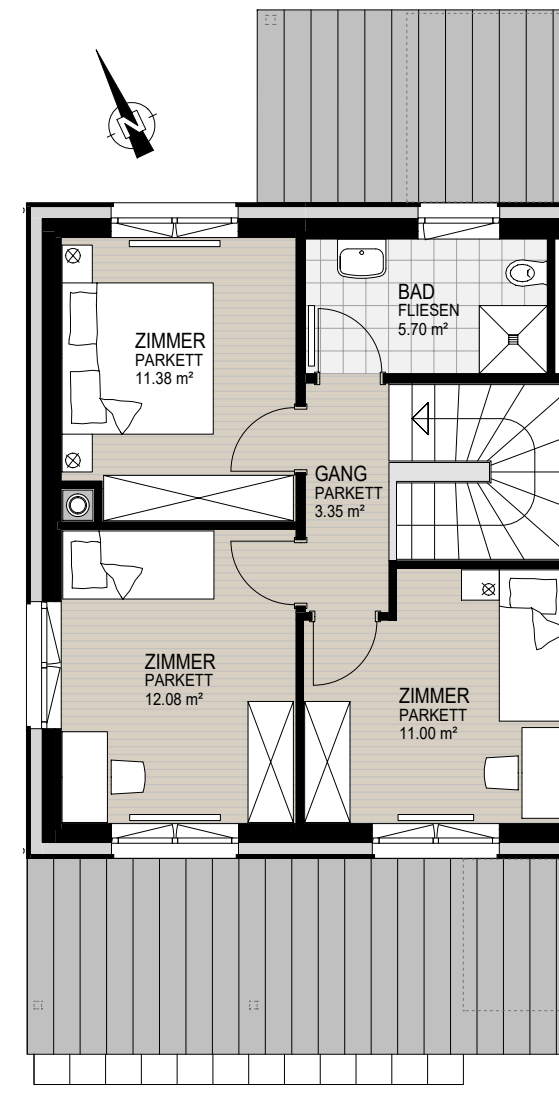 N
BAD
FLIESEN
5.70 m²
ZIMMER
PARKETT
11.38 m²
GANG
PARKETT
3.35 m²
ZIMMER
PARKETT
12.08 m²
ZIMMER
PARKETT
11.00 m²